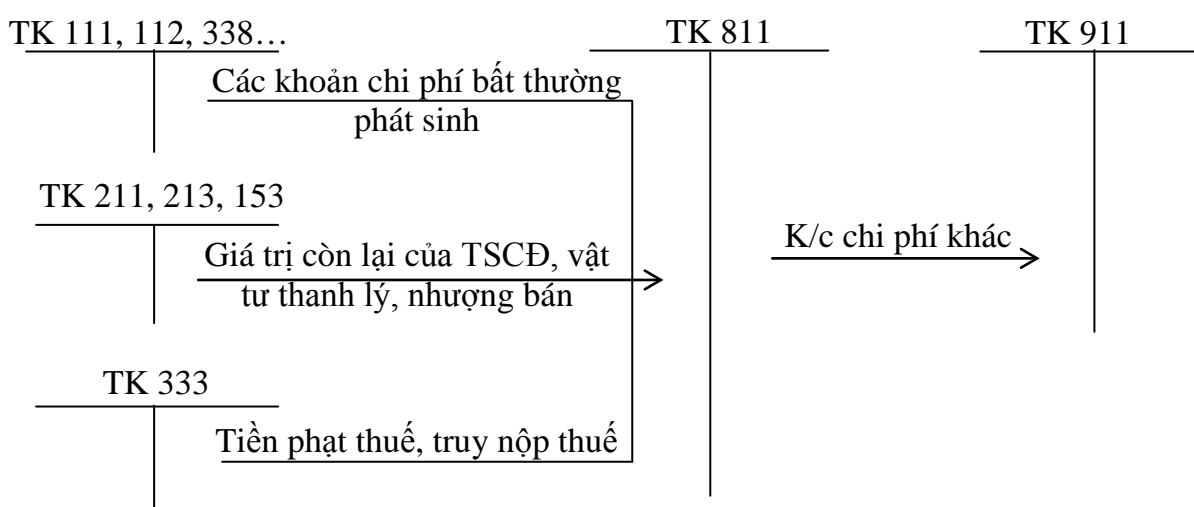 TK 111, 112, 338…
TK 811
TK 911
Các khoản chi phí bất thường
phát sinh
TK 211, 213, 153
Giá trị còn lại của TSCĐ, vật
tư thanh lý, nhượng bán
K/c chi phí khác
TK 333
Tiền phạt thuế, truy nộp thuế